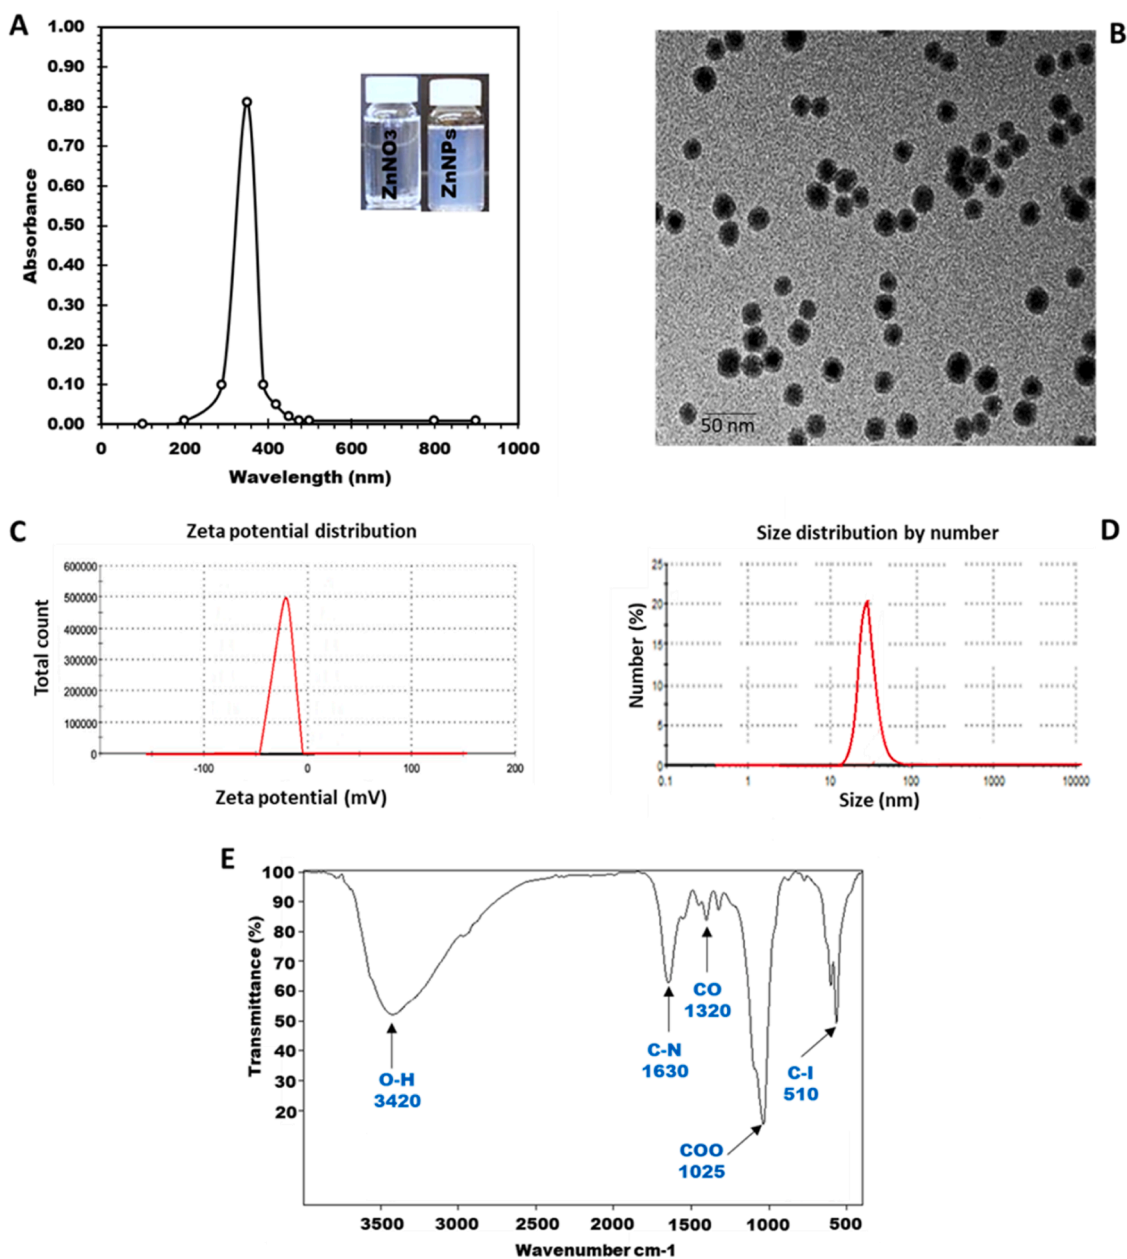 A
1.00
0.90
0.80
0.70
0.60
0.50
0.40
0.30
0.20
0.10
0.00
Absorbance
0 200 400 600 800 1000
Wavelength (nm)
ZnNO3
ZnNPs
B
50 nm
C
Zeta potential distribution
600000
500000
400000
300000
200000
100000
0
Total count
-100 0 100 200
Zeta potential (mV)
Size distribution by number
D
25
20
15
10
5
0
Number (%)
0.1 1 10 100 1000 10000
Size (nm)
E
100
90
80
70
60
50
40
30
20
Transmittance (%)
O-H
3420
C-N
1630
CO
1320
COO
1025
C-I
510
3500 3000 2500 2000 1500 1000 500
Wavenumber cm-1